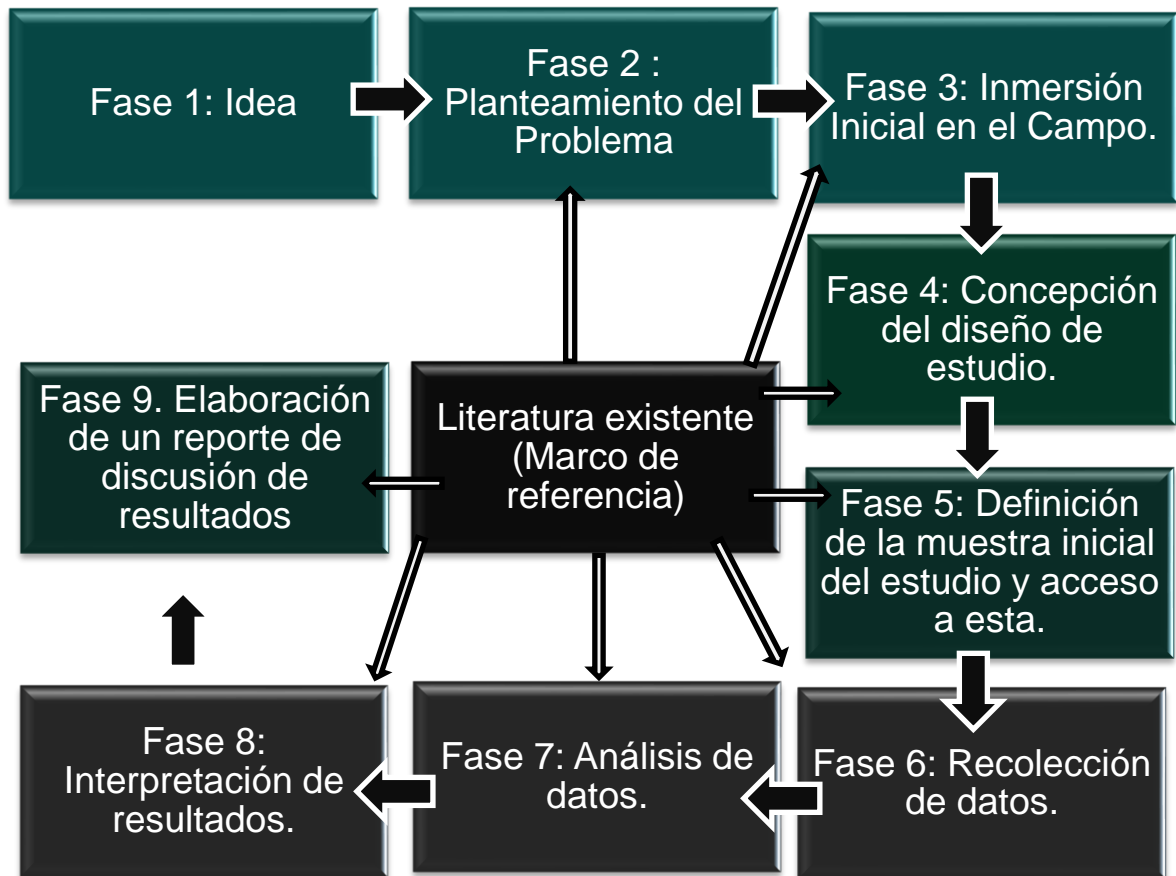 Fase 1: Idea
Fase 2 :
Planteamiento del
Problema
Fase 3: Inmersión
Inicial en el Campo.
Fase 4: Concepción
del diseño de
estudio.
Literatura existente
(Marco de
referencia)
Fase 9. Elaboración
de un reporte de
discusión de
resultados
Fase 5: Definición
de la muestra inicial
del estudio y acceso
a esta.
Fase 6: Recolección
de datos.
Fase 7: Análisis de
datos.
Fase 8:
Interpretación de
resultados.